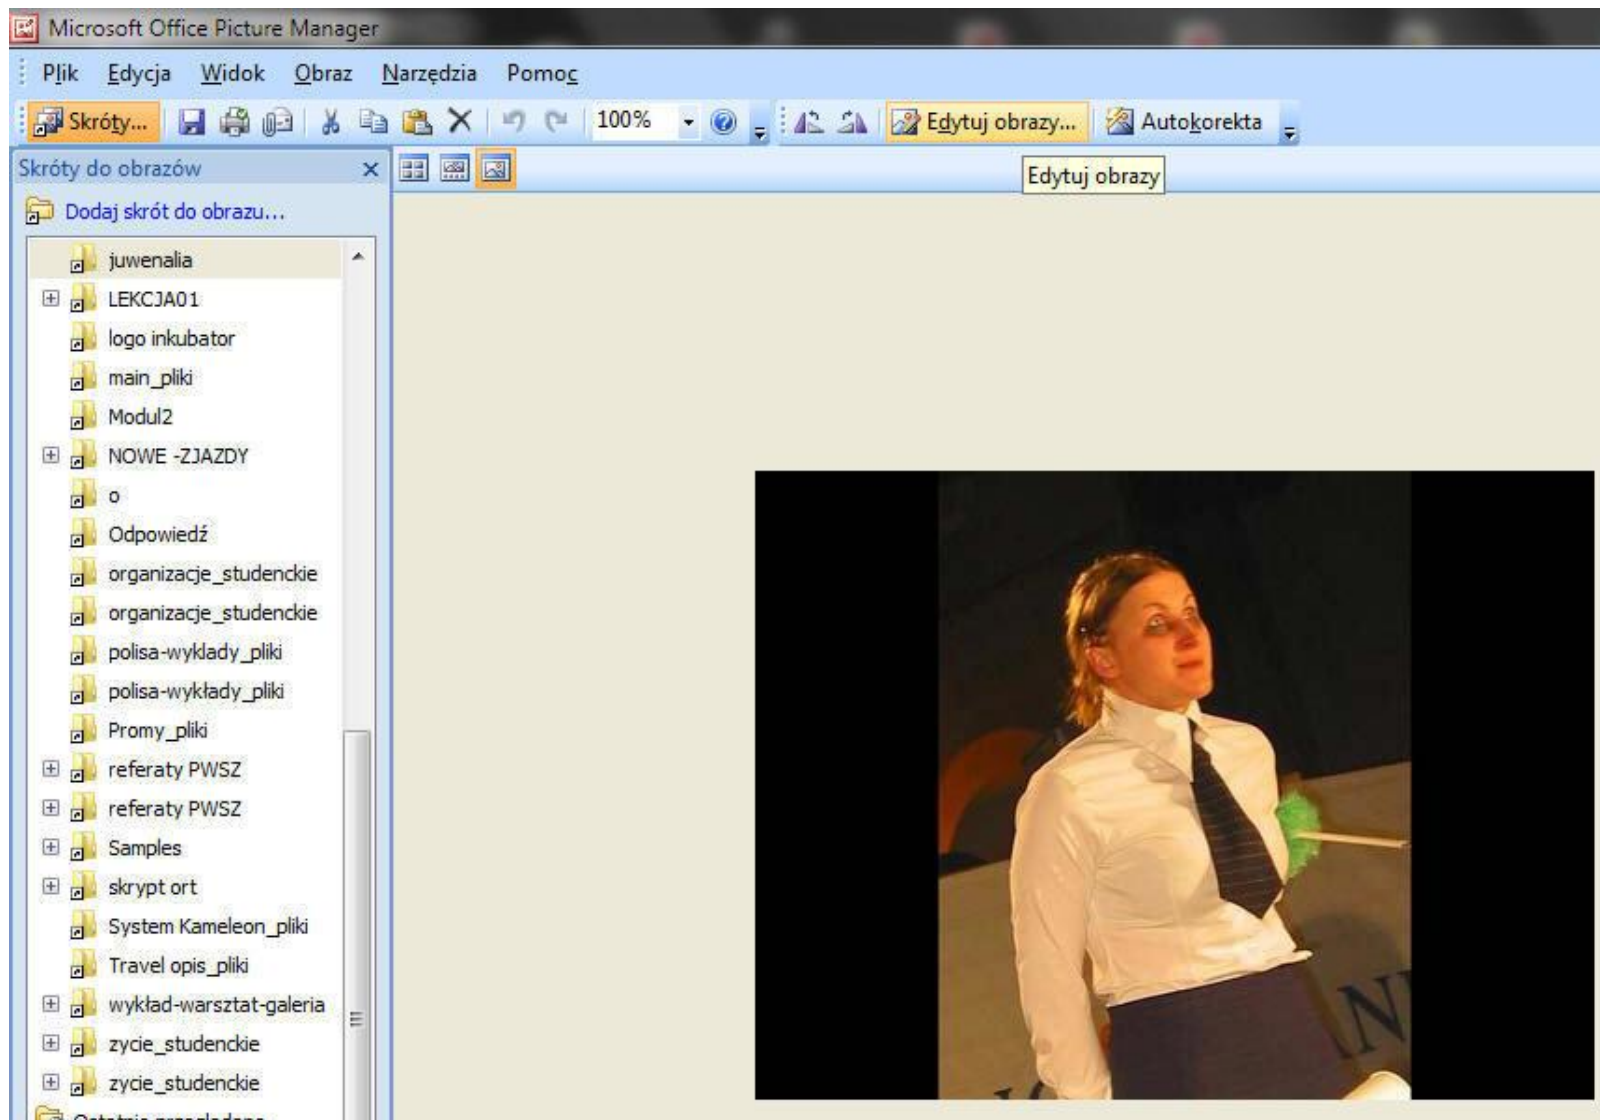 Microsoft Office Picture Manager
Plik Edycja Widok Obraz Narzędzia Pomoc
Skróty... 100% Edytuj obrazy... Autokorekta
Skróty do obrazów
Edytuj obrazy
Dodaj skrót do obrazu...
juwenalia
LEKCJA01
logo inkubator
main_pliki
Modul2
NOWE -ZJAZDY
o
Odpowiedź
organizacje_studenckie
organizacje_studenckie
polisa-wyklady_pliki
polisa-wykłady_pliki
Promy_pliki
referaty PWSZ
referaty PWSZ
Samples
skrypt ort
System Kameleon_pliki
Travel opis_pliki
wykład-warsztat-galeria
zycie_studenckie
zycie_studenckie